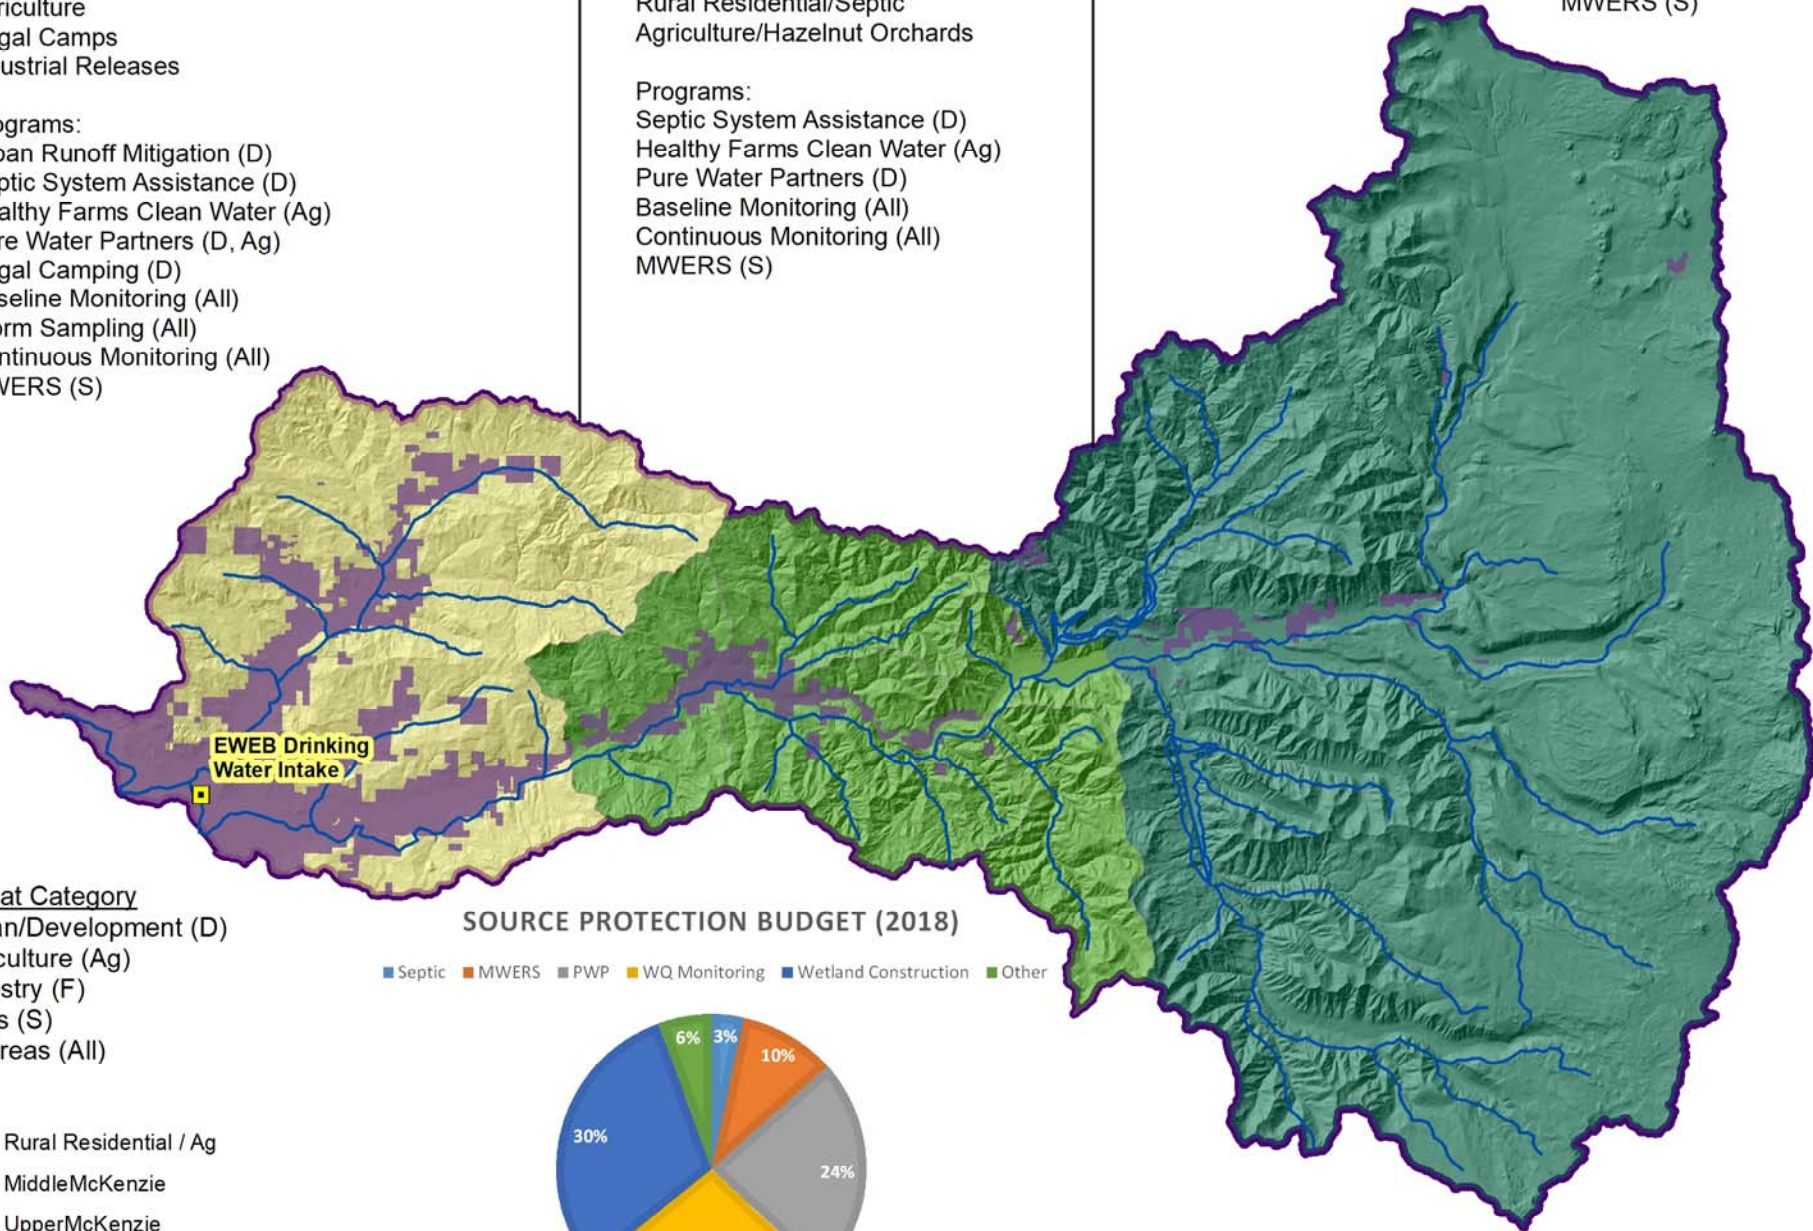 riculture
gal Camps
ustrial Releases
ograms:
oan Runoff Mitigation (D)
ptic System Assistance (D)
althy Farms Clean Water (Ag)
re Water Partners (D, Ag)
gal Camping (D)
seline Monitoring (All)
orm Sampling (All)
ntinuous Monitoring (All)
WERS (S)
Rural Residential/Septic
Agriculture/Hazelnut Orchards
Programs:
Septic System Assistance (D)
Healthy Farms Clean Water (Ag)
Pure Water Partners (D)
Baseline Monitoring (All)
Continuous Monitoring (All)
MWERS (S)
MWERS (S)
EWEB Drinking
Water Intake
at Category
an/Development (D)
culture (Ag)
stry (F)
s (S)
reas (All)
Rural Residential / Ag
MiddleMcKenzie
UpperMcKenzie
SOURCE PROTECTION BUDGET (2018)
Septic MWERS PWP WQ Monitoring Wetland Construction Other
6% 3%
10%
30%
24%